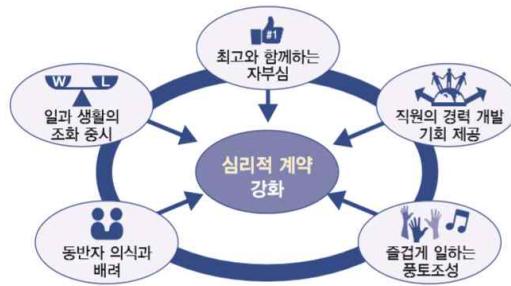 #1
최고와 함께하는
자부심
W L
일과 생활의
조화 중시
직원의 경력 개발
기회 제공
심리적 계약
강화
동반자 의식과
배려
즐겁게 일하는
풍토조성